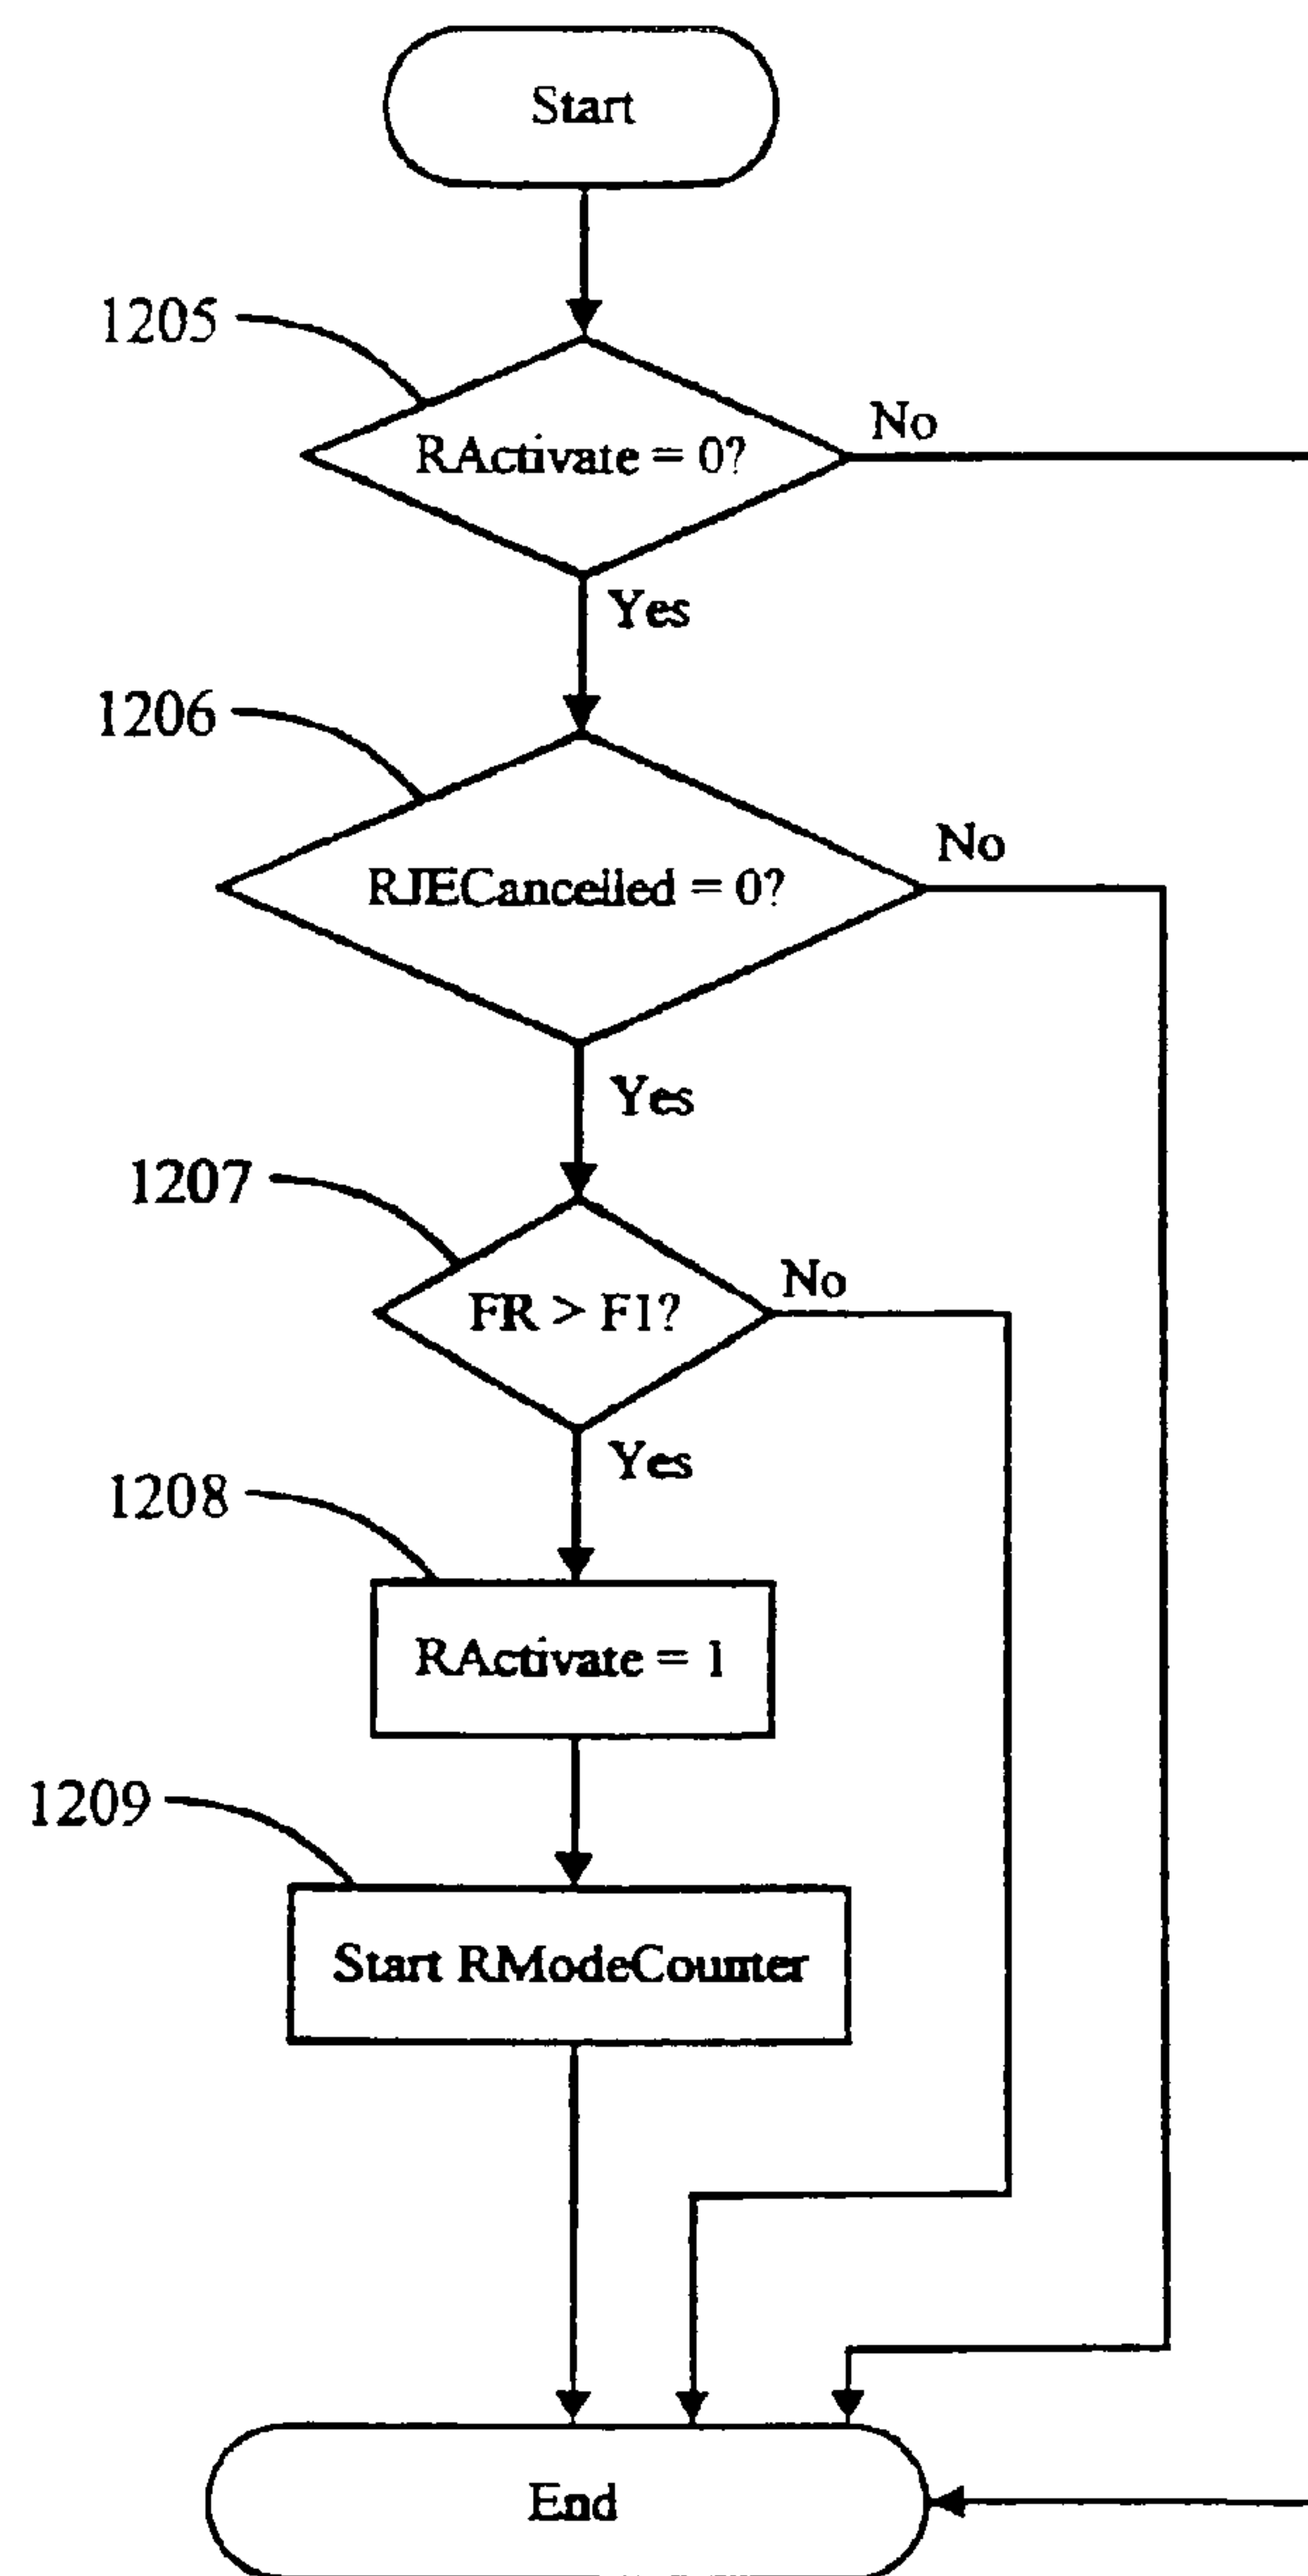 Start
1205
RActivate = 0?
No
Yes
1206
RJECancelled = 0?
No
Yes
1207
FR > F1?
No
Yes
1208
RActivate = 1
1209
Start RModeCounter
End